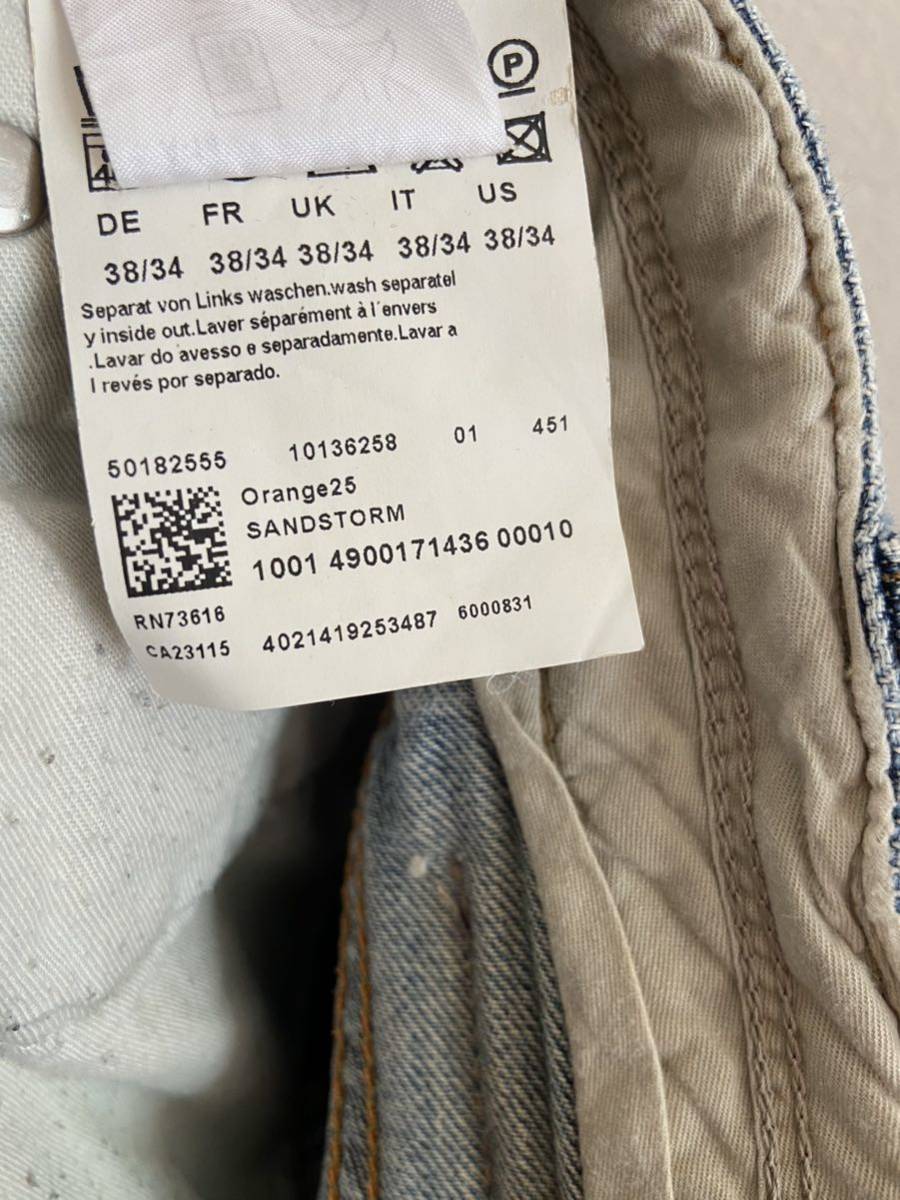 P
4
DE FR UK IT US
38/34 38/34 38/34 38/34 38/34
Separat von Links waschen.wash separatel
y inside out.Laver séparément à l'envers
.Lavar do avesso e separadamente.Lavar a
l revés por separado.
50182555 10136258 01 451
Orange25
SANDSTORM
1001 4900171436 00010
RN73616
CA23115 4021419253487 6000831